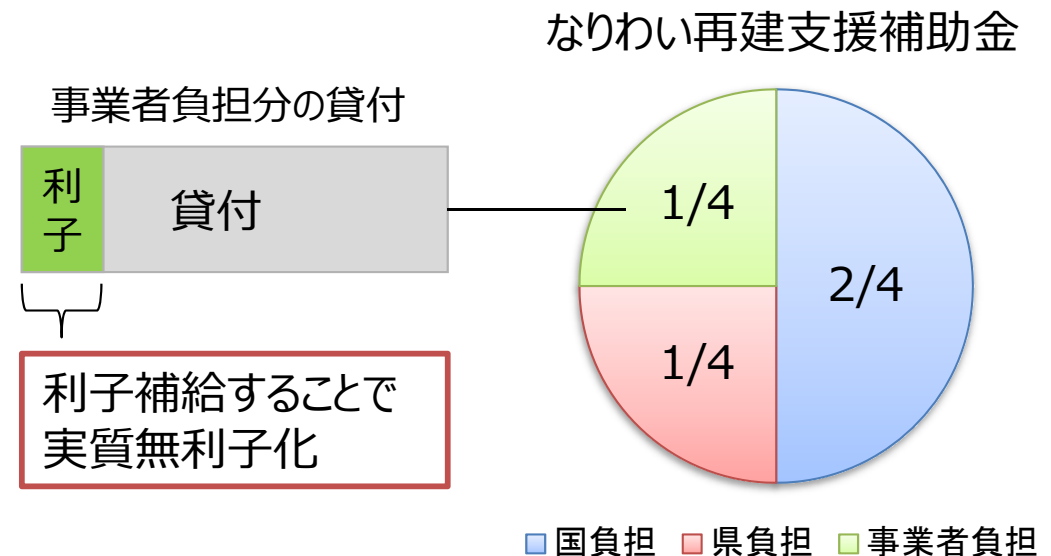 なりわい再建支援補助金
事業者負担分の貸付
利
子
貸付
1/4
2/4
1/4
利子補給することで
実質無利子化
国負担 県負担 事業者負担